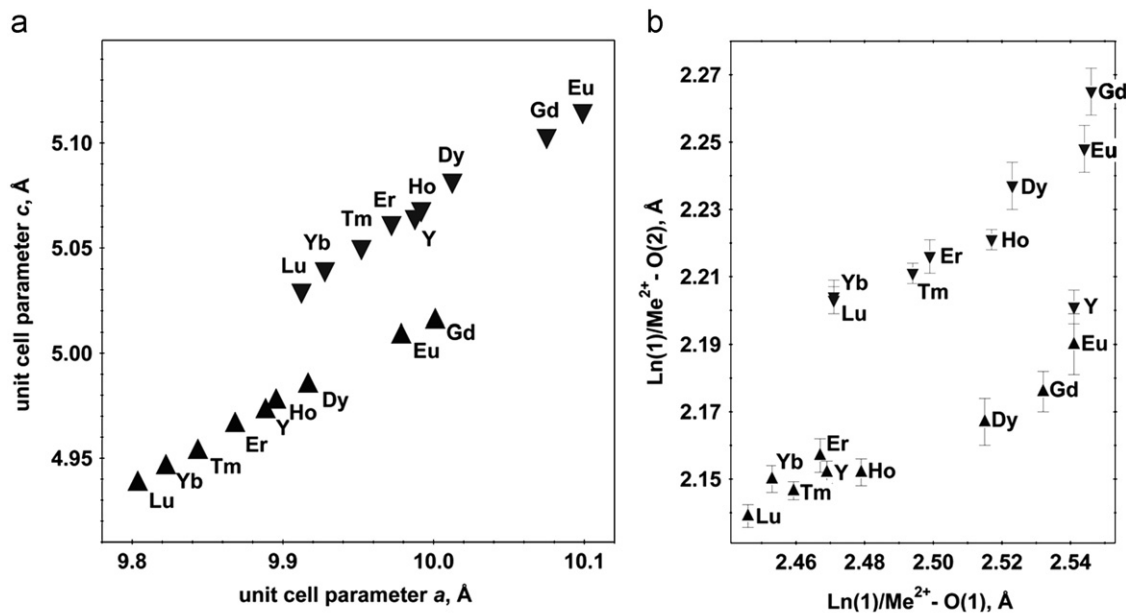 a
unit cell parameter c, Å
5.10
5.05
5.00
4.95
9.8
9.9
10.0
10.1
unit cell parameter a, Å
Eu
Gd
Dy
Ho
Er
Y
Tm
Yb
Lu
Gd
Eu
Dy
Ho
Y
Er
Tm
Yb
Lu
b
Ln(1)/Me²⁺- O(2), Å
2.27
2.25
2.23
2.21
2.19
2.17
2.15
2.46
2.48
2.50
2.52
2.54
Ln(1)/Me²⁺- O(1), Å
Gd
Eu
Dy
Ho
Er
Tm
Yb
Lu
Y
Eu
Gd
Dy
Er
Yb
Y
Ho
Tm
Lu